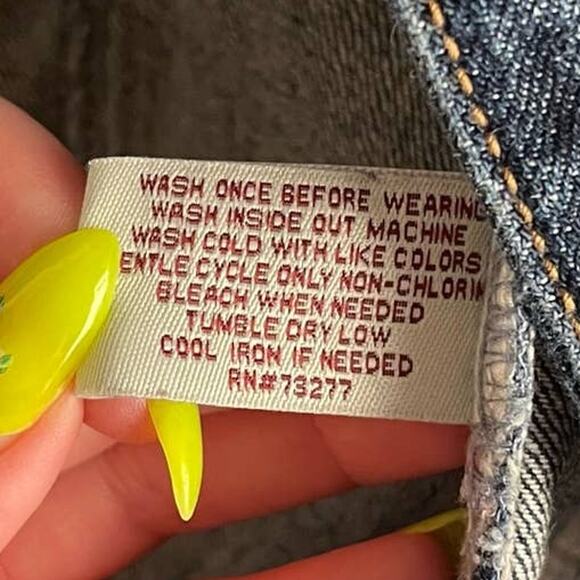 WASH ONCE BEFORE WEARING
WASH INSIDE OUT MACHINE
WASH COLD WITH LIKE COLORS
ENTLE CYCLE ONLY NON-CHLORIN
BLEACH WHEN NEEDED
TUMBLE DRY LOW
COOL IRON IF NEEDED
RN#73277